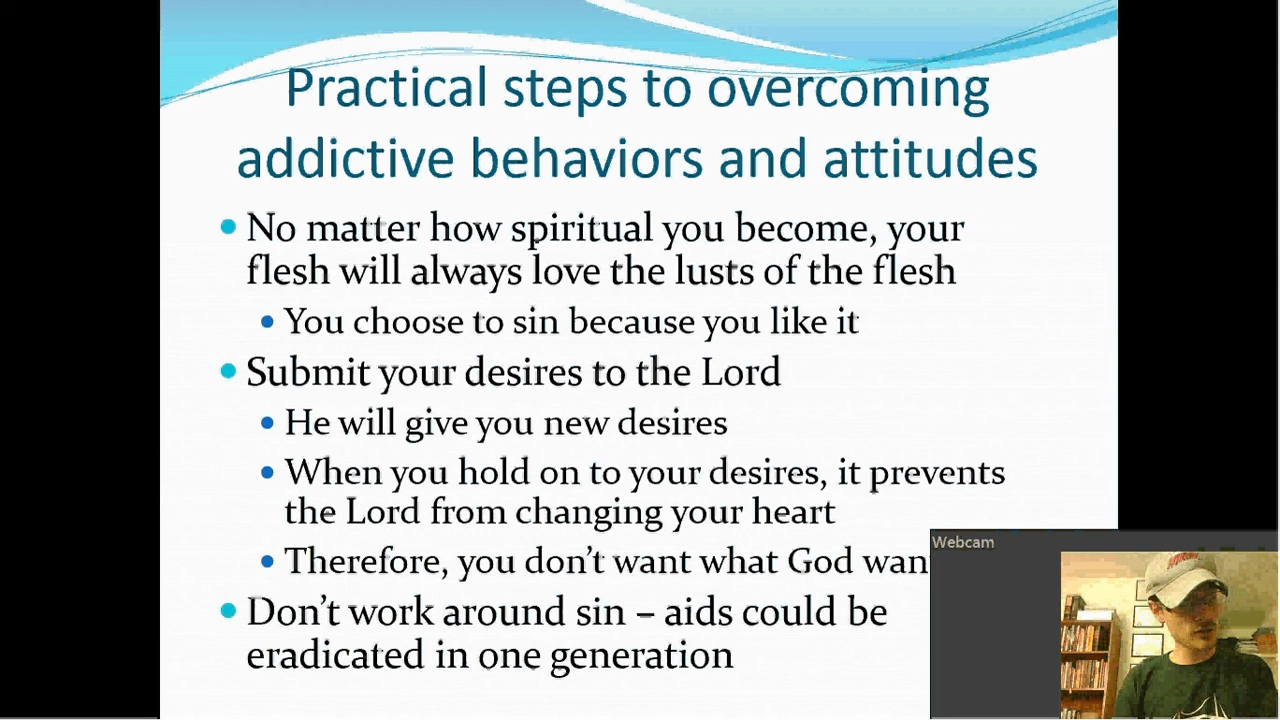 Practical steps to overcoming
addictive behaviors and attitudes
• No matter how spiritual you become, your
flesh will always love the lusts of the flesh
• You choose to sin because you like it
• Submit your desires to the Lord
• He will give you new desires
• When you hold on to your desires, it prevents
the Lord from changing your heart
• Therefore, you don't want what God wan
• Don't work around sin – aids could be
eradicated in one generation
Webcam